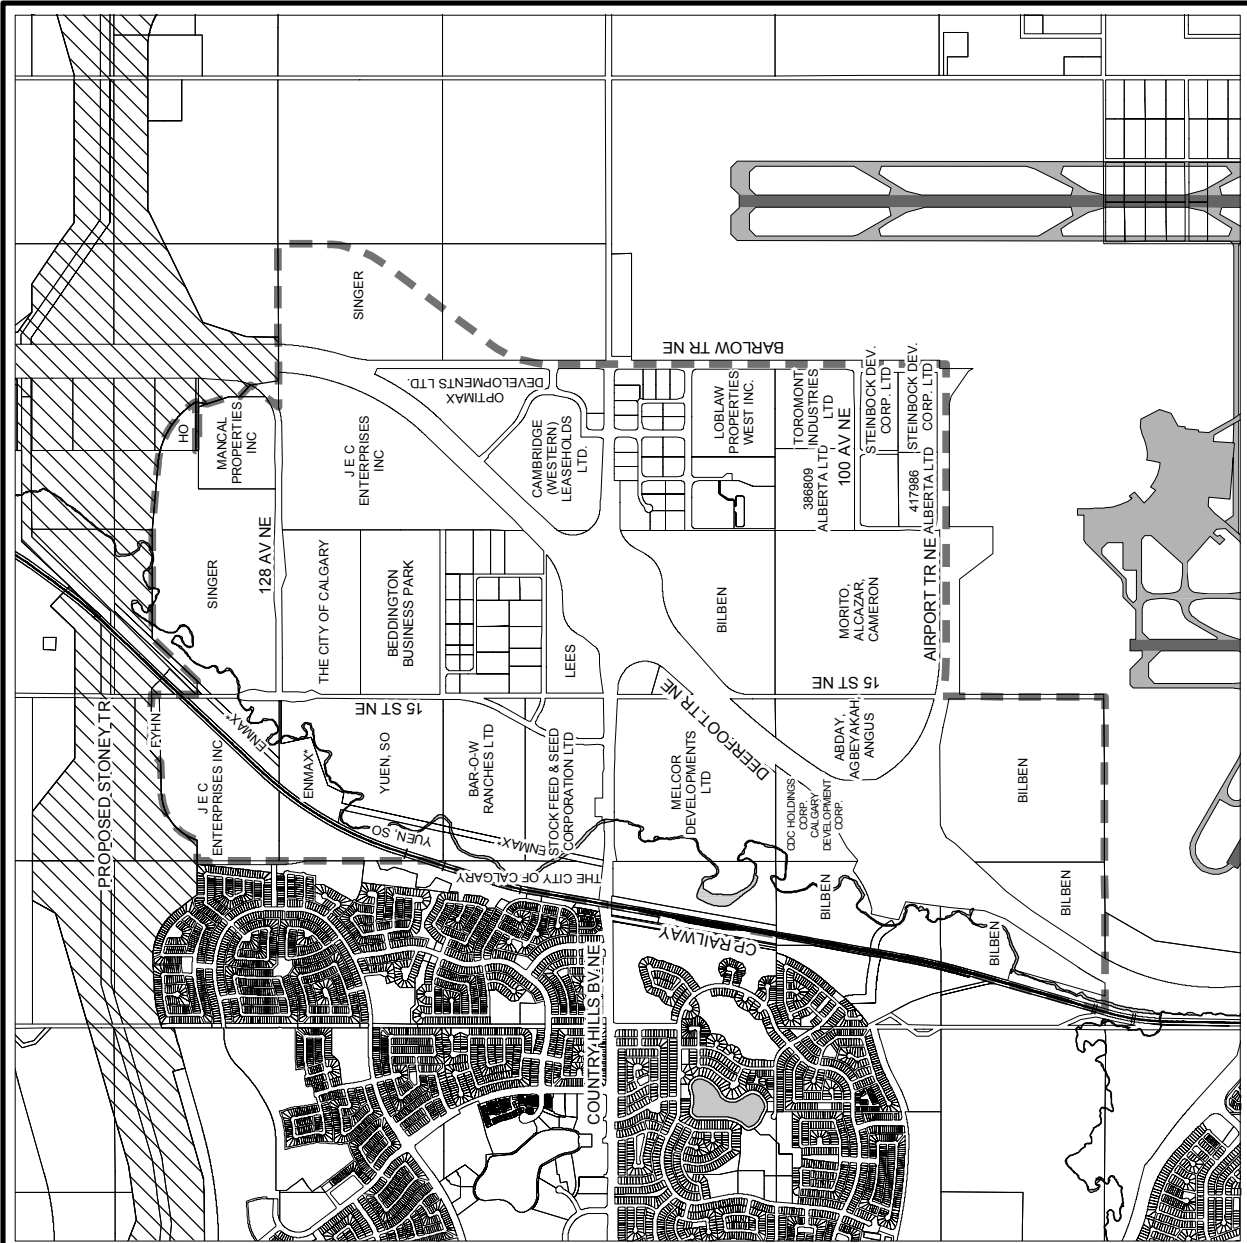 SINGER
BARLOW TR NE
OPTIMAX
DEVELOPMENTS LTD.
HO
MANCAL
PROPERTIES
INC
J E C
ENTERPRISES
INC
CAMBRIDGE
(WESTERN)
LEASEHOLDS
LTD.
LOBLAW
PROPERTIES
WEST INC.
TOROMONT
INDUSTRIES
LTD
386809
ALBERTA LTD
100 AV NE
STEINBOCK DEV.
CORP. LTD
STEINBOCK DEV.
CORP. LTD
417986
ALBERTA LTD
SINGER
128 AV NE
THE CITY OF CALGARY
BEDDINGTON
BUSINESS PARK
LEES
BILBEN
MORITO,
ALCAZAR,
CAMERON
AIRPORT TR NE
15 ST NE
15 ST NE
DEERFOOT TR NE
PROPOSED STONEY TR
FYHN
ENMAX*
J E C
ENTERPRISES INC
ENMAX*
YUEN, SO
BAR-O-W
RANCHES LTD
STOCK FEED & SEED
CORPORATION LTD
MELCOR
DEVELOPMENTS
LTD
ABDAY,
AGBEYAKAH,
ANGUS
CDC HOLDINGS
CORP.
CALGARY
DEVELOPMENT
CORP.
BILBEN
YUEN, SO
ENMAX*
THE CITY OF CALGARY
BILBEN
BILBEN
BILBEN
CP RAILWAY
COUNTRY HILLS BV NE